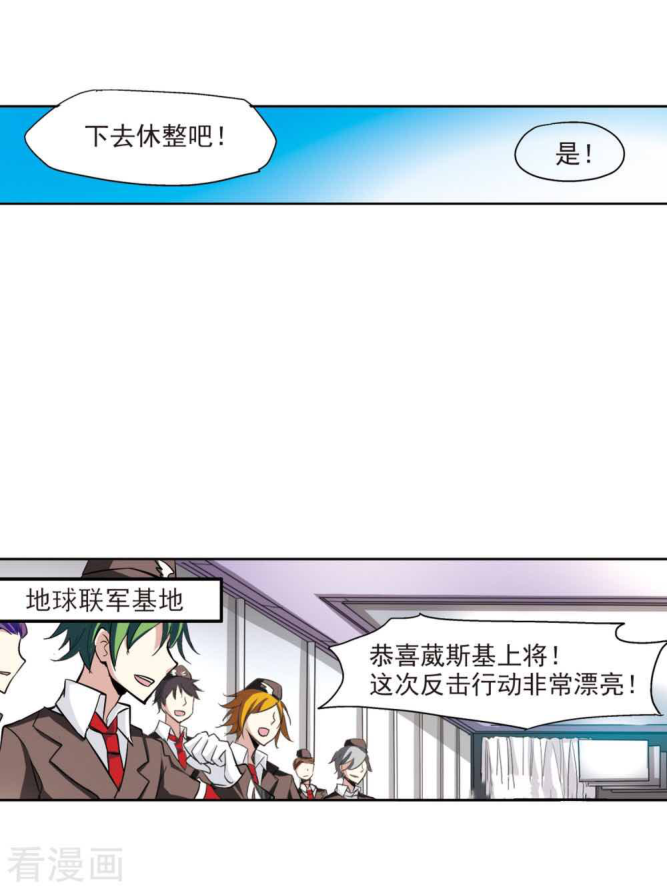 下去休整吧！
是！
地球联军基地
恭喜葳斯基上将！
这次反击行动非常漂亮！
看漫画